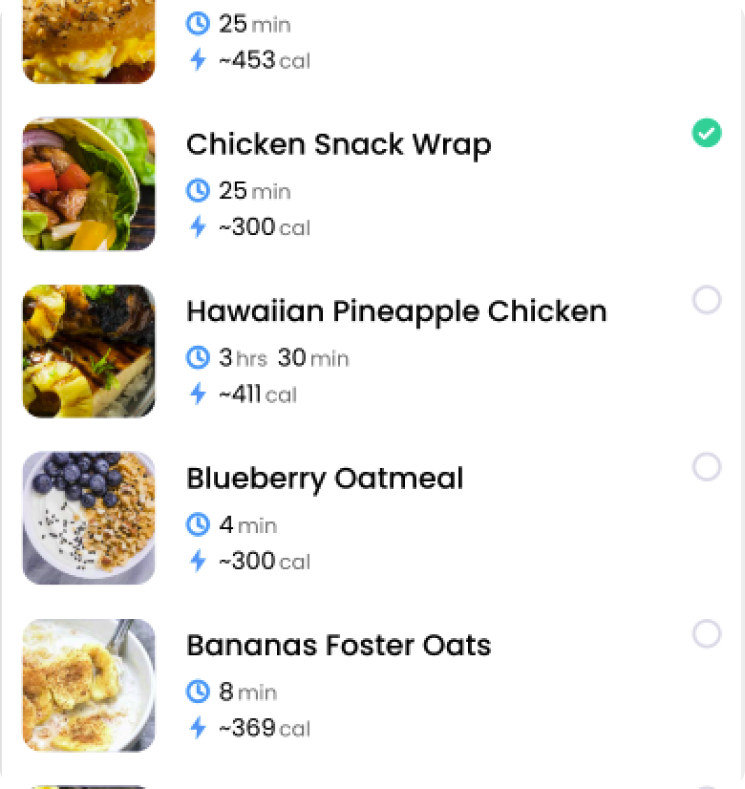 25 min
~453 cal
Chicken Snack Wrap
25 min
~300 cal
Hawaiian Pineapple Chicken
3 hrs 30 min
~411 cal
Blueberry Oatmeal
4 min
~300 cal
Bananas Foster Oats
8 min
~369 cal